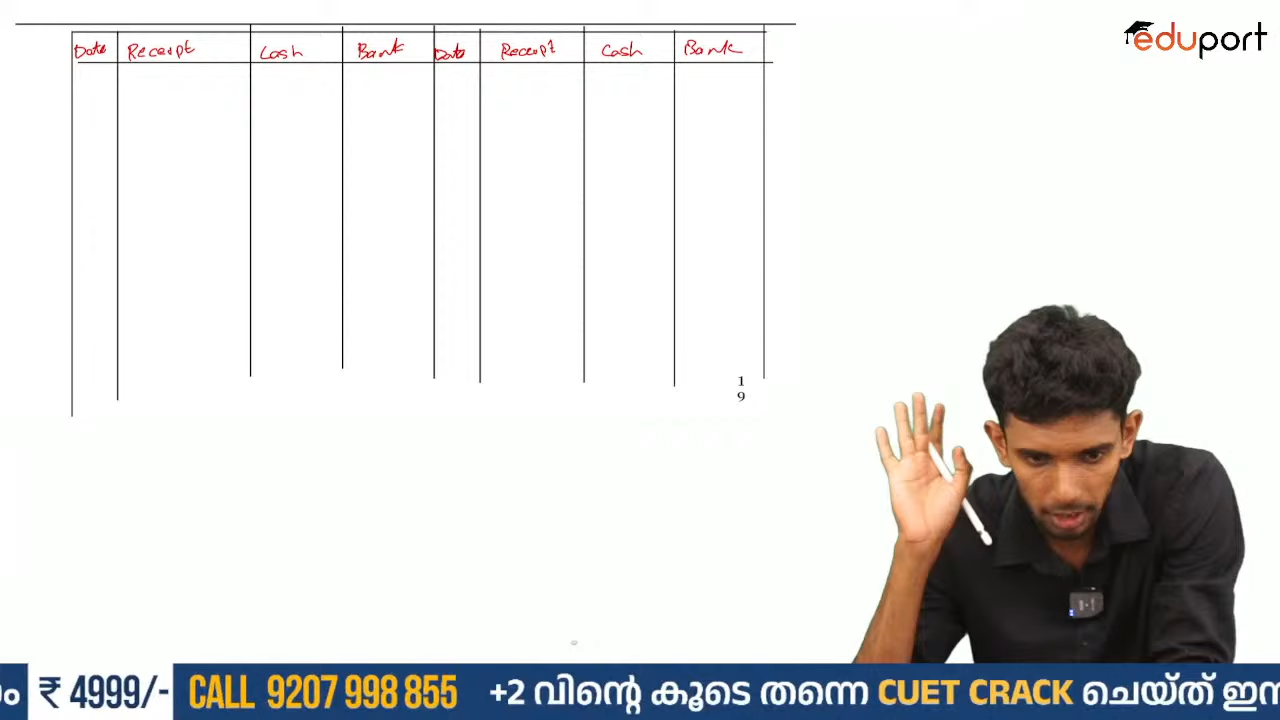 Date Receipt Cash Bank Date Receipt Cash Bank
eduport
1
9
₹ 4999/- CALL 9207 998 855 +2 വിന്റെ കൂടെ തന്നെ CUET CRACK ചെയ്ത്